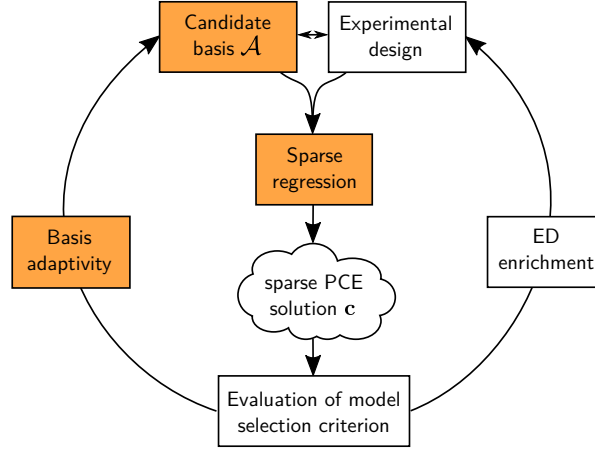 Candidate
basis 𝒜
Experimental
design
Sparse
regression
Basis
adaptivity
ED
enrichment
sparse PCE
solution c
Evaluation of model
selection criterion